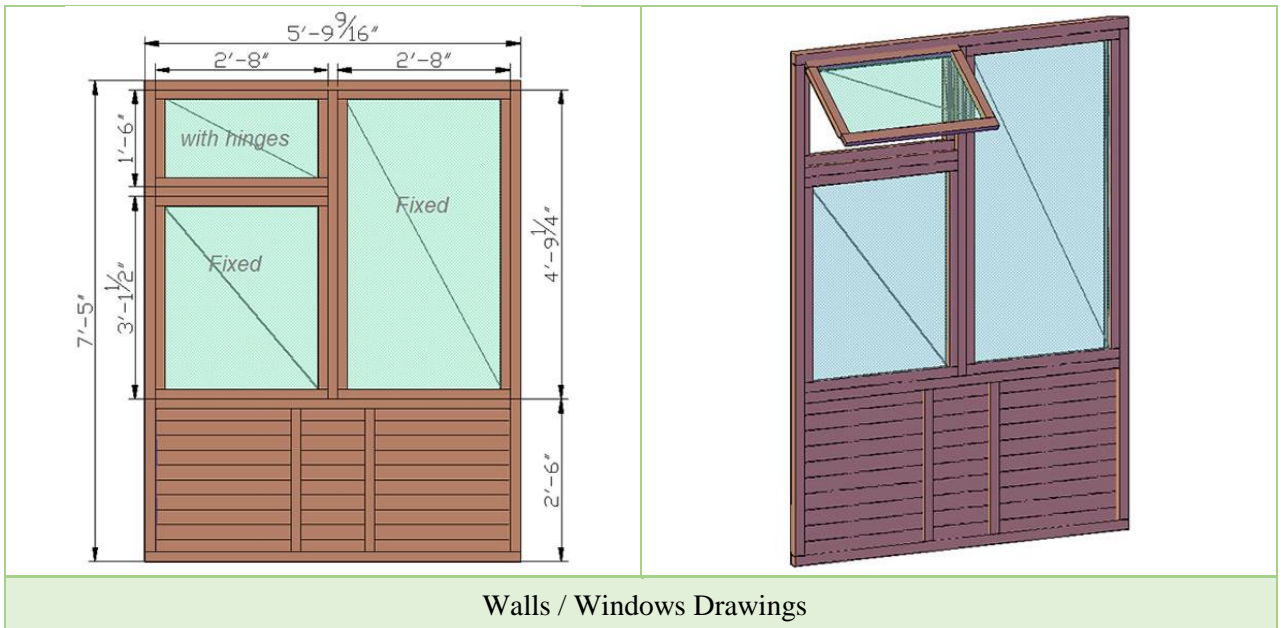 5'-9 9/16"
2'-8" 2'-8"
1'-6"
with hinges
Fixed
Fixed
3'-1 1/2"
4'-9 1/4"
7'-5"
2'-6"
Walls / Windows Drawings